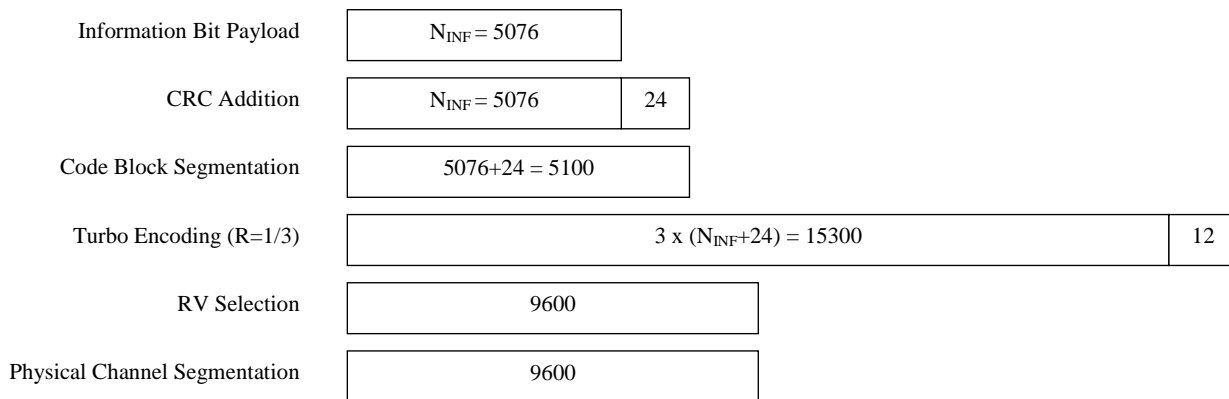 Information Bit Payload N_INF = 5076
CRC Addition N_INF = 5076 24
Code Block Segmentation 5076+24 = 5100
Turbo Encoding (R=1/3) 3 x (N_INF+24) = 15300 12
RV Selection 9600
Physical Channel Segmentation 9600